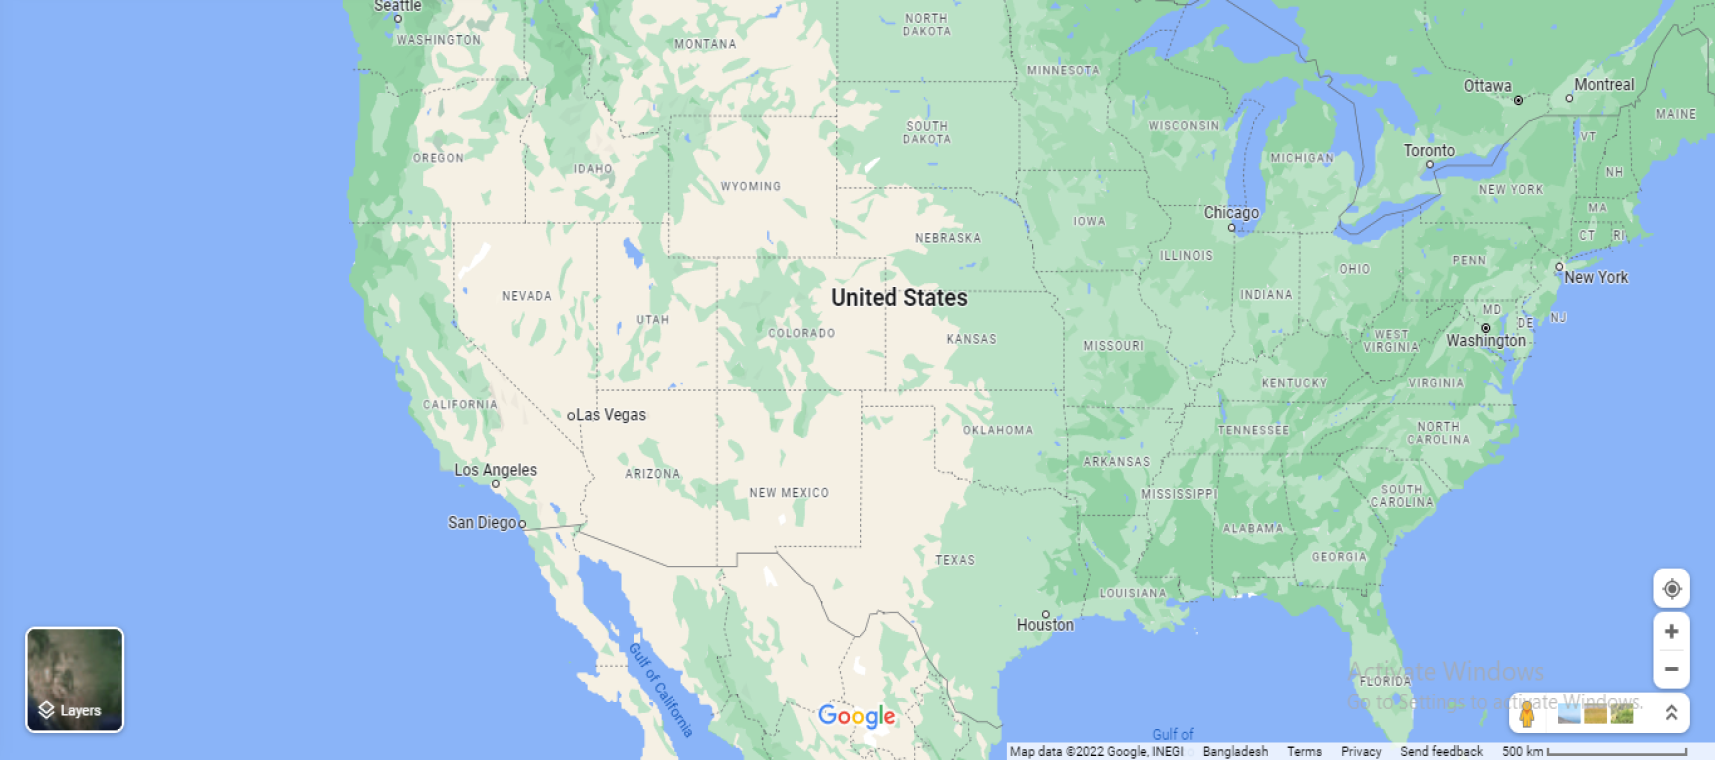 Seattle
WASHINGTON
MONTANA
NORTH
DAKOTA
MINNESOTA
Ottawa
Montreal
MAINE
OREGON
IDAHO
WYOMING
SOUTH
DAKOTA
WISCONSIN
MICHIGAN
Toronto
VT
NH
NEW YORK
MA
CT
RI
IOWA
Chicago
NEBRASKA
ILLINOIS
INDIANA
OHIO
PENN
New York
NEVADA
UTAH
COLORADO
United States
KANSAS
MISSOURI
WEST
VIRGINIA
MD
DE
NJ
Washington
KENTUCKY
VIRGINIA
CALIFORNIA
Las Vegas
OKLAHOMA
TENNESSEE
NORTH
CAROLINA
Los Angeles
ARIZONA
NEW MEXICO
ARKANSAS
MISSISSIPPI
SOUTH
CAROLINA
San Diego
TEXAS
ALABAMA
GEORGIA
LOUISIANA
Houston
Gulf of California
FLORIDA
Activate Windows
Go to Settings to activate Windows.
Layers
Google
Gulf of
Map data ©2022 Google, INEGI
Bangladesh
Terms
Privacy
Send feedback
500 km